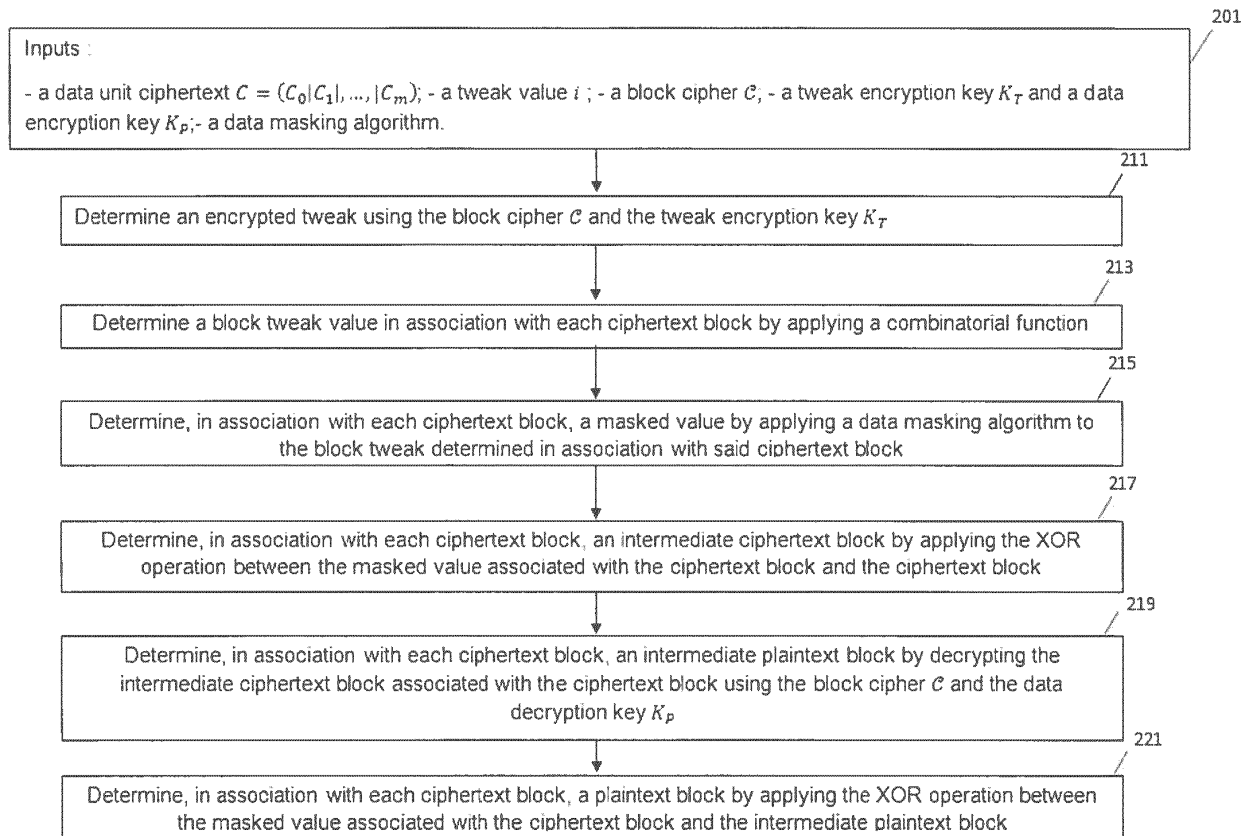 201
Inputs :
- a data unit ciphertext C = (C₀|C₁|, ..., |Cₘ); - a tweak value i ; - a block cipher 𝒞; - a tweak encryption key K_T and a data
encryption key K_P;- a data masking algorithm.
211
Determine an encrypted tweak using the block cipher 𝒞 and the tweak encryption key K_T
213
Determine a block tweak value in association with each ciphertext block by applying a combinatorial function
215
Determine, in association with each ciphertext block, a masked value by applying a data masking algorithm to
the block tweak determined in association with said ciphertext block
217
Determine, in association with each ciphertext block, an intermediate ciphertext block by applying the XOR
operation between the masked value associated with the ciphertext block and the ciphertext block
219
Determine, in association with each ciphertext block, an intermediate plaintext block by decrypting the
intermediate ciphertext block associated with the ciphertext block using the block cipher 𝒞 and the data
decryption key K_P
221
Determine, in association with each ciphertext block, a plaintext block by applying the XOR operation between
the masked value associated with the ciphertext block and the intermediate plaintext block